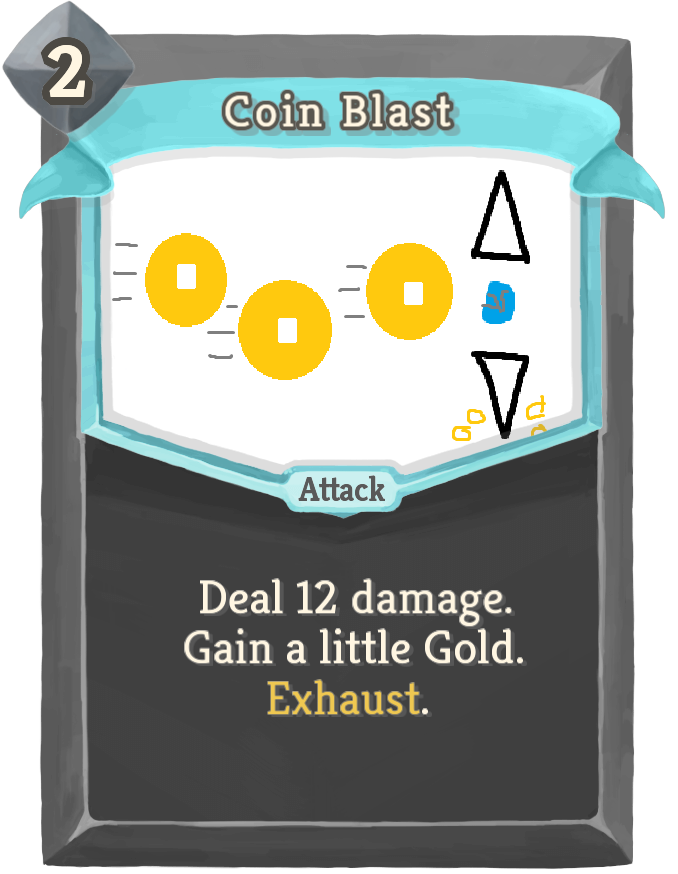 2
Coin Blast
Attack
Deal 12 damage.
Gain a little Gold.
Exhaust.